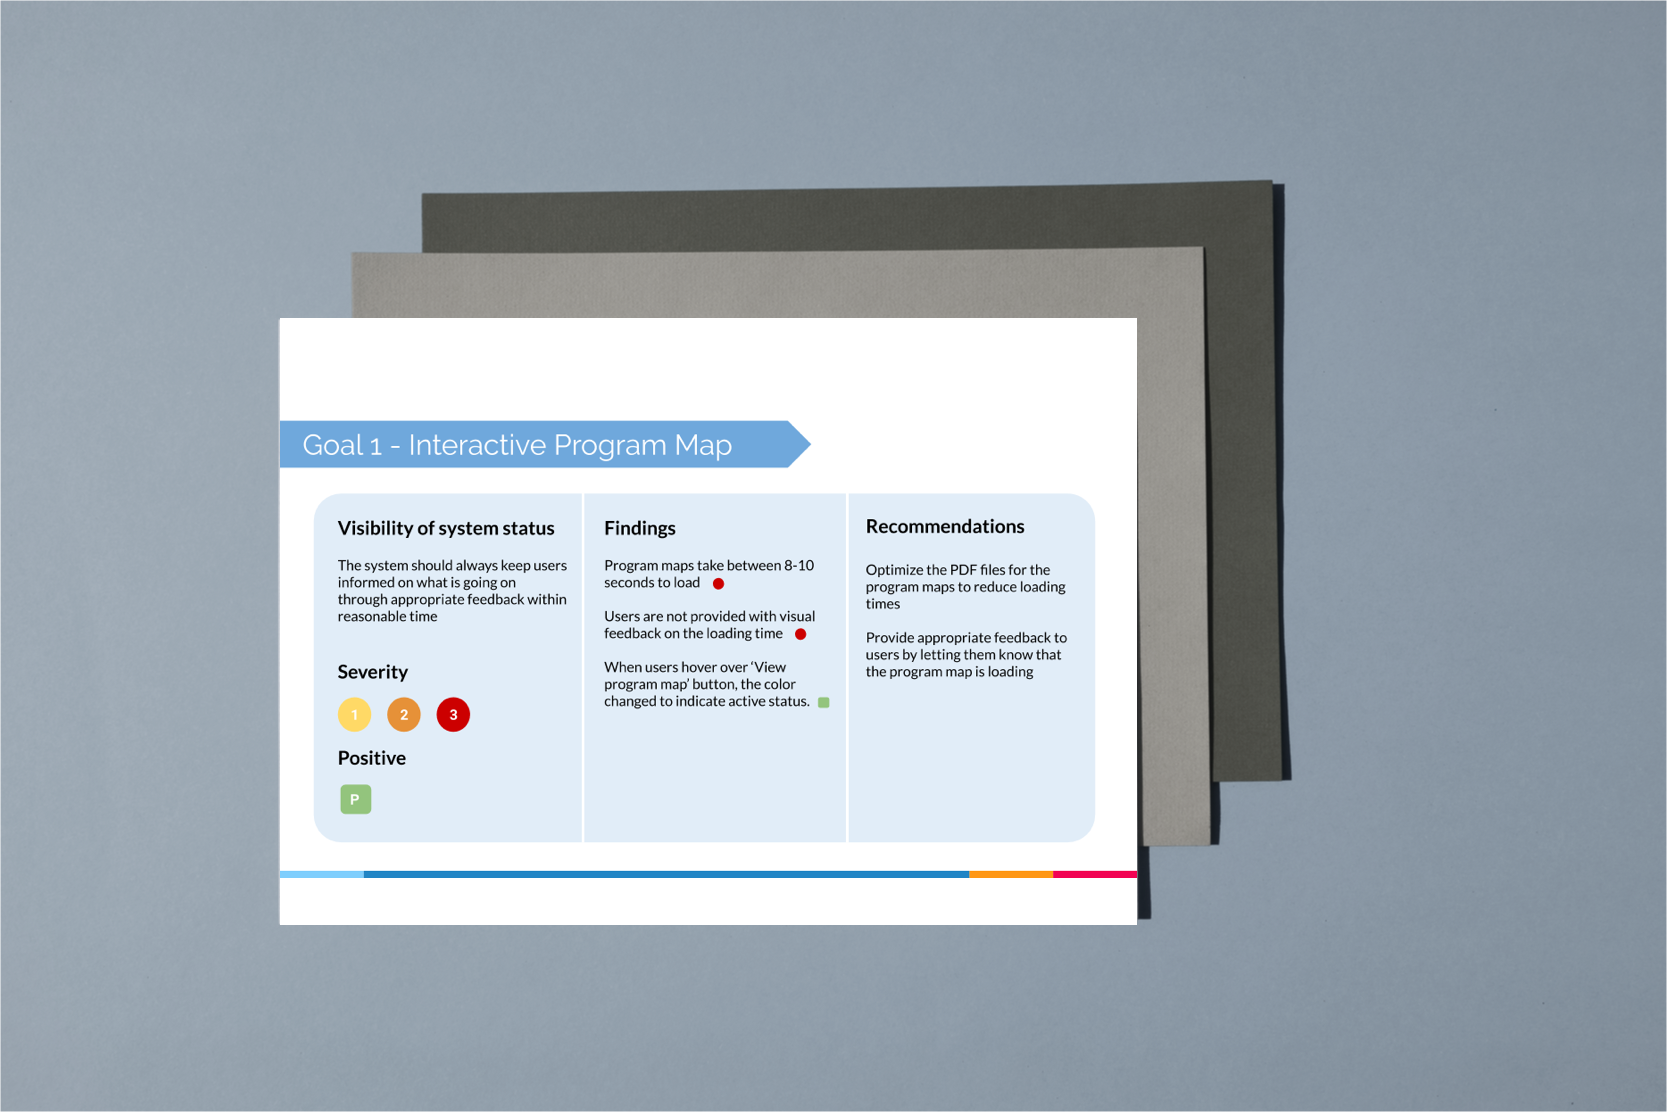 Goal 1 - Interactive Program Map
Visibility of system status
The system should always keep users
informed on what is going on
through appropriate feedback within
reasonable time
Severity
1 2 3
Positive
P
Findings
Program maps take between 8-10
seconds to load
Users are not provided with visual
feedback on the loading time
When users hover over ‘View
program map’ button, the color
changed to indicate active status.
Recommendations
Optimize the PDF files for the
program maps to reduce loading
times
Provide appropriate feedback to
users by letting them know that
the program map is loading